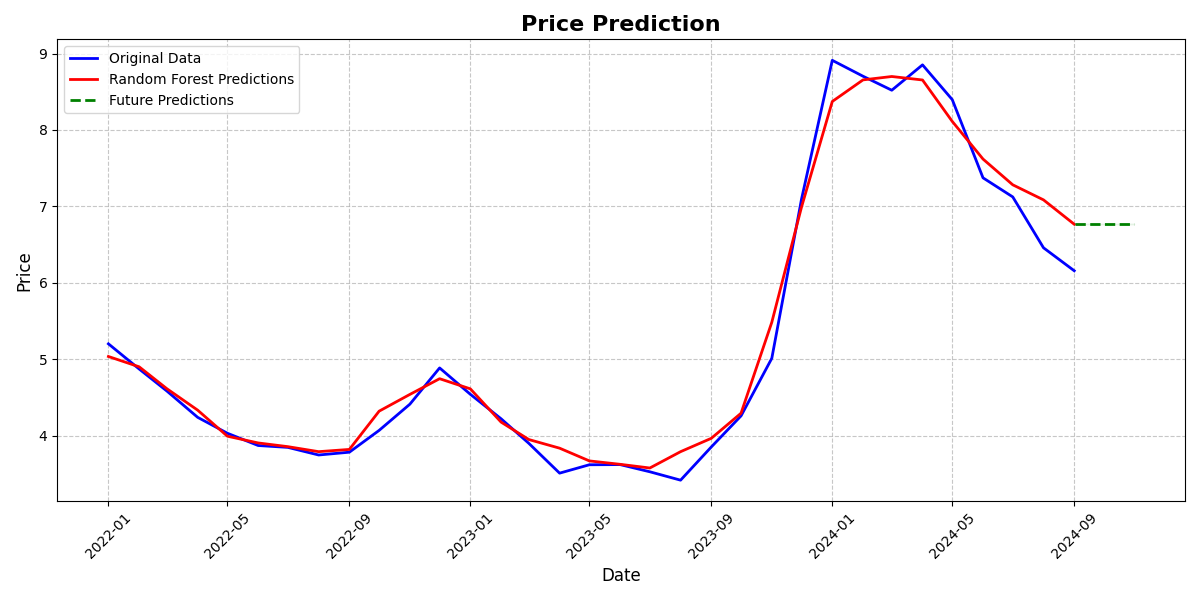 Price Prediction
Original Data
Random Forest Predictions
Future Predictions
9
8
7
6
5
4
Price
2022-01
2022-05
2022-09
2023-01
2023-05
2023-09
2024-01
2024-05
2024-09
Date